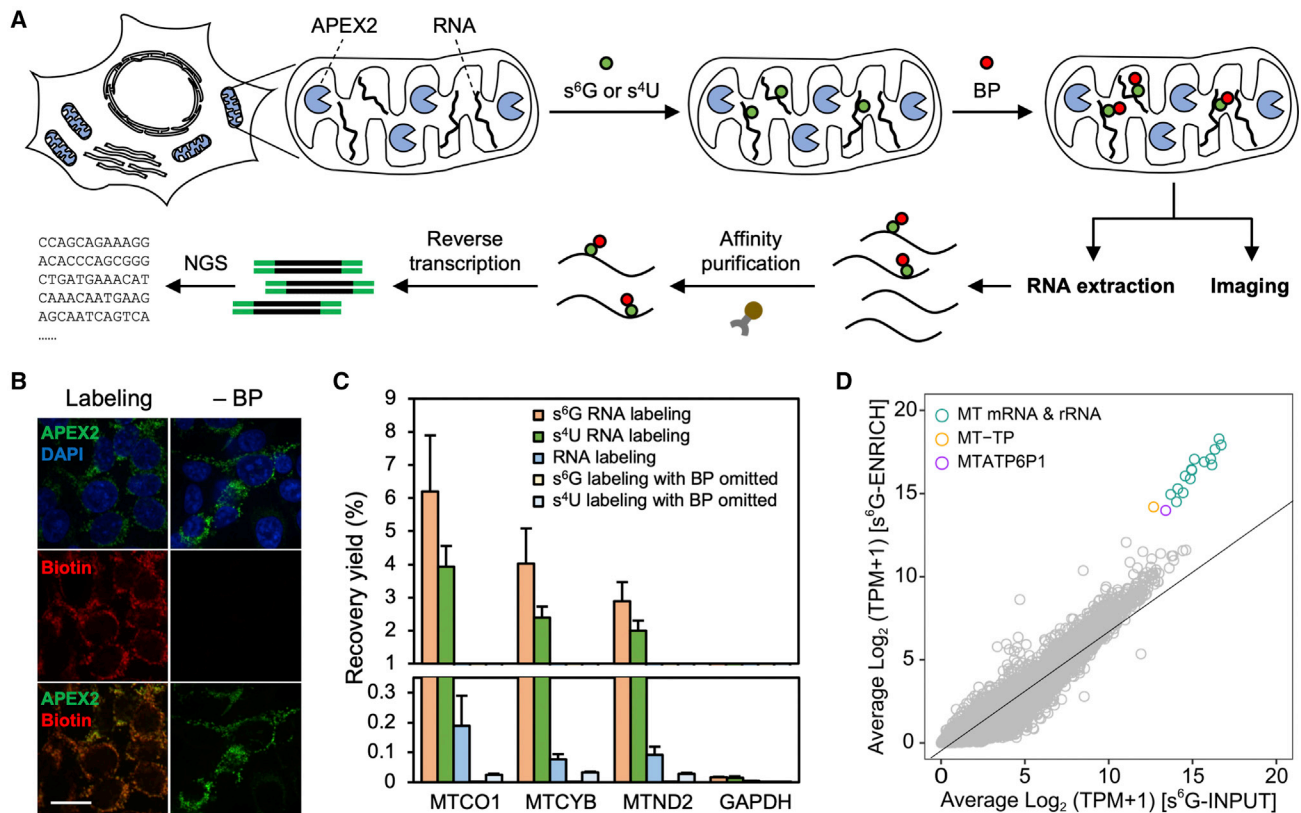 A
APEX2
RNA
s⁶G or s⁴U
BP
CCAGCAGAAAGG
ACACCCAGCGGG
CTGATGAAACAT
CAAACAATGAAG
AGCAATCAGTCA
......
NGS
Reverse
transcription
Affinity
purification
RNA extraction
Imaging
B
Labeling
– BP
APEX2
DAPI
Biotin
APEX2
Biotin
C
Recovery yield (%)
9
8
7
6
5
4
3
2
1
0.3
0.2
0.1
0
s⁶G RNA labeling
s⁴U RNA labeling
RNA labeling
s⁶G labeling with BP omitted
s⁴U labeling with BP omitted
MTCO1
MTCYB
MTND2
GAPDH
D
Average Log₂ (TPM+1) [s⁶G-ENRICH]
20
15
10
5
0
MT mRNA & rRNA
MT−TP
MTATP6P1
0
5
10
15
20
Average Log₂ (TPM+1) [s⁶G-INPUT]